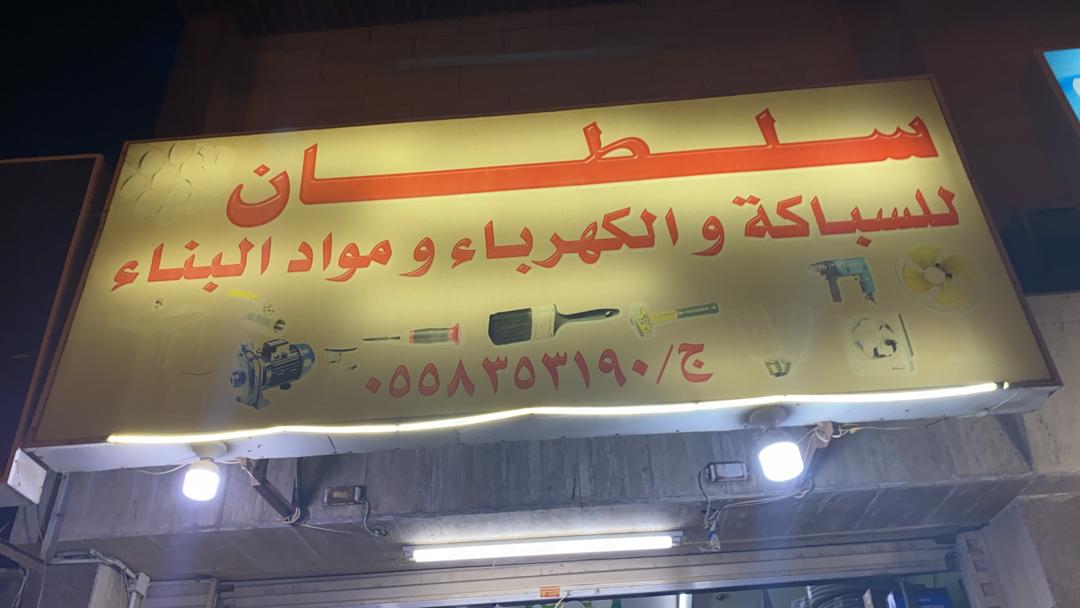 سلطان
للسباكة و الكهرباء و مواد البناء
ج/٠٥٥٨٣٥٣١٩٠